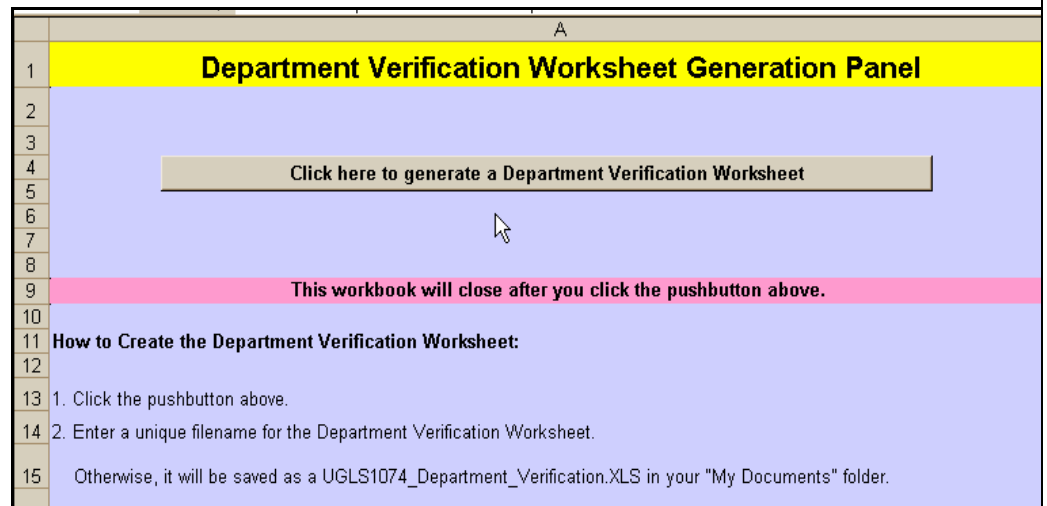 A
1 Department Verification Worksheet Generation Panel
2
3
4 Click here to generate a Department Verification Worksheet
5
6
7
8
9 This workbook will close after you click the pushbutton above.
10
11 How to Create the Department Verification Worksheet:
12
13 1. Click the pushbutton above.
14 2. Enter a unique filename for the Department Verification Worksheet.
15 Otherwise, it will be saved as a UGLS1074_Department_Verification.XLS in your "My Documents" folder.